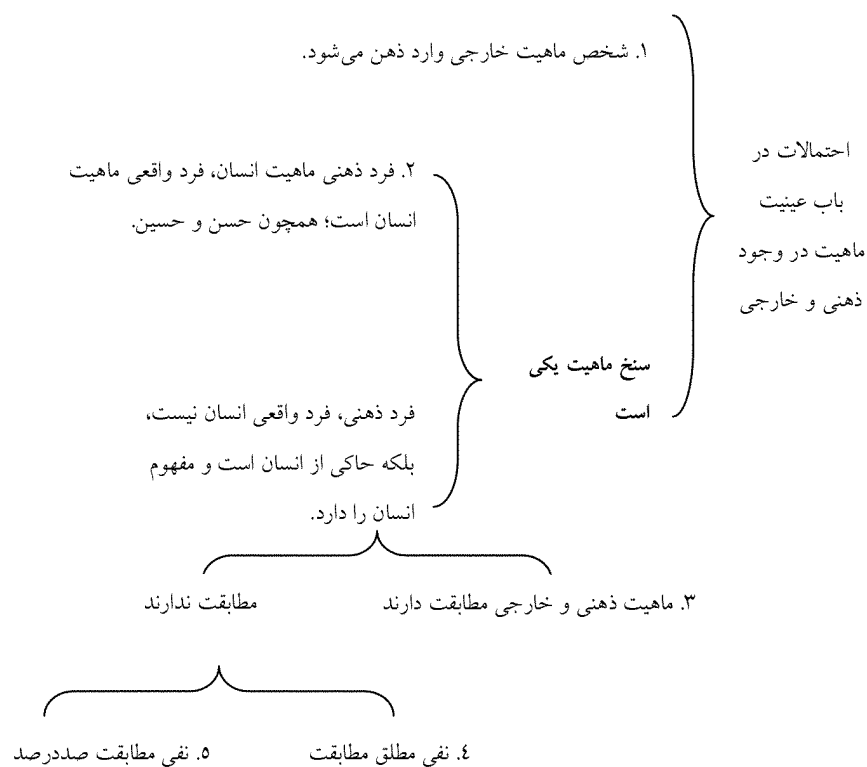 احتمالات در
باب عینیت
ماهیت در وجود
ذهنی و خارجی
۱. شخص ماهیت خارجی وارد ذهن می‌شود.
سنخ ماهیت یکی
است
۲. فرد ذهنی ماهیت انسان، فرد واقعی ماهیت
انسان است؛ همچون حسن و حسین.
فرد ذهنی، فرد واقعی انسان نیست،
بلکه حاکی از انسان است و مفهوم
انسان را دارد.
۳. ماهیت ذهنی و خارجی مطابقت دارند
مطابقت ندارند
۴. نفی مطلق مطابقت
۵. نفی مطابقت صددرصد